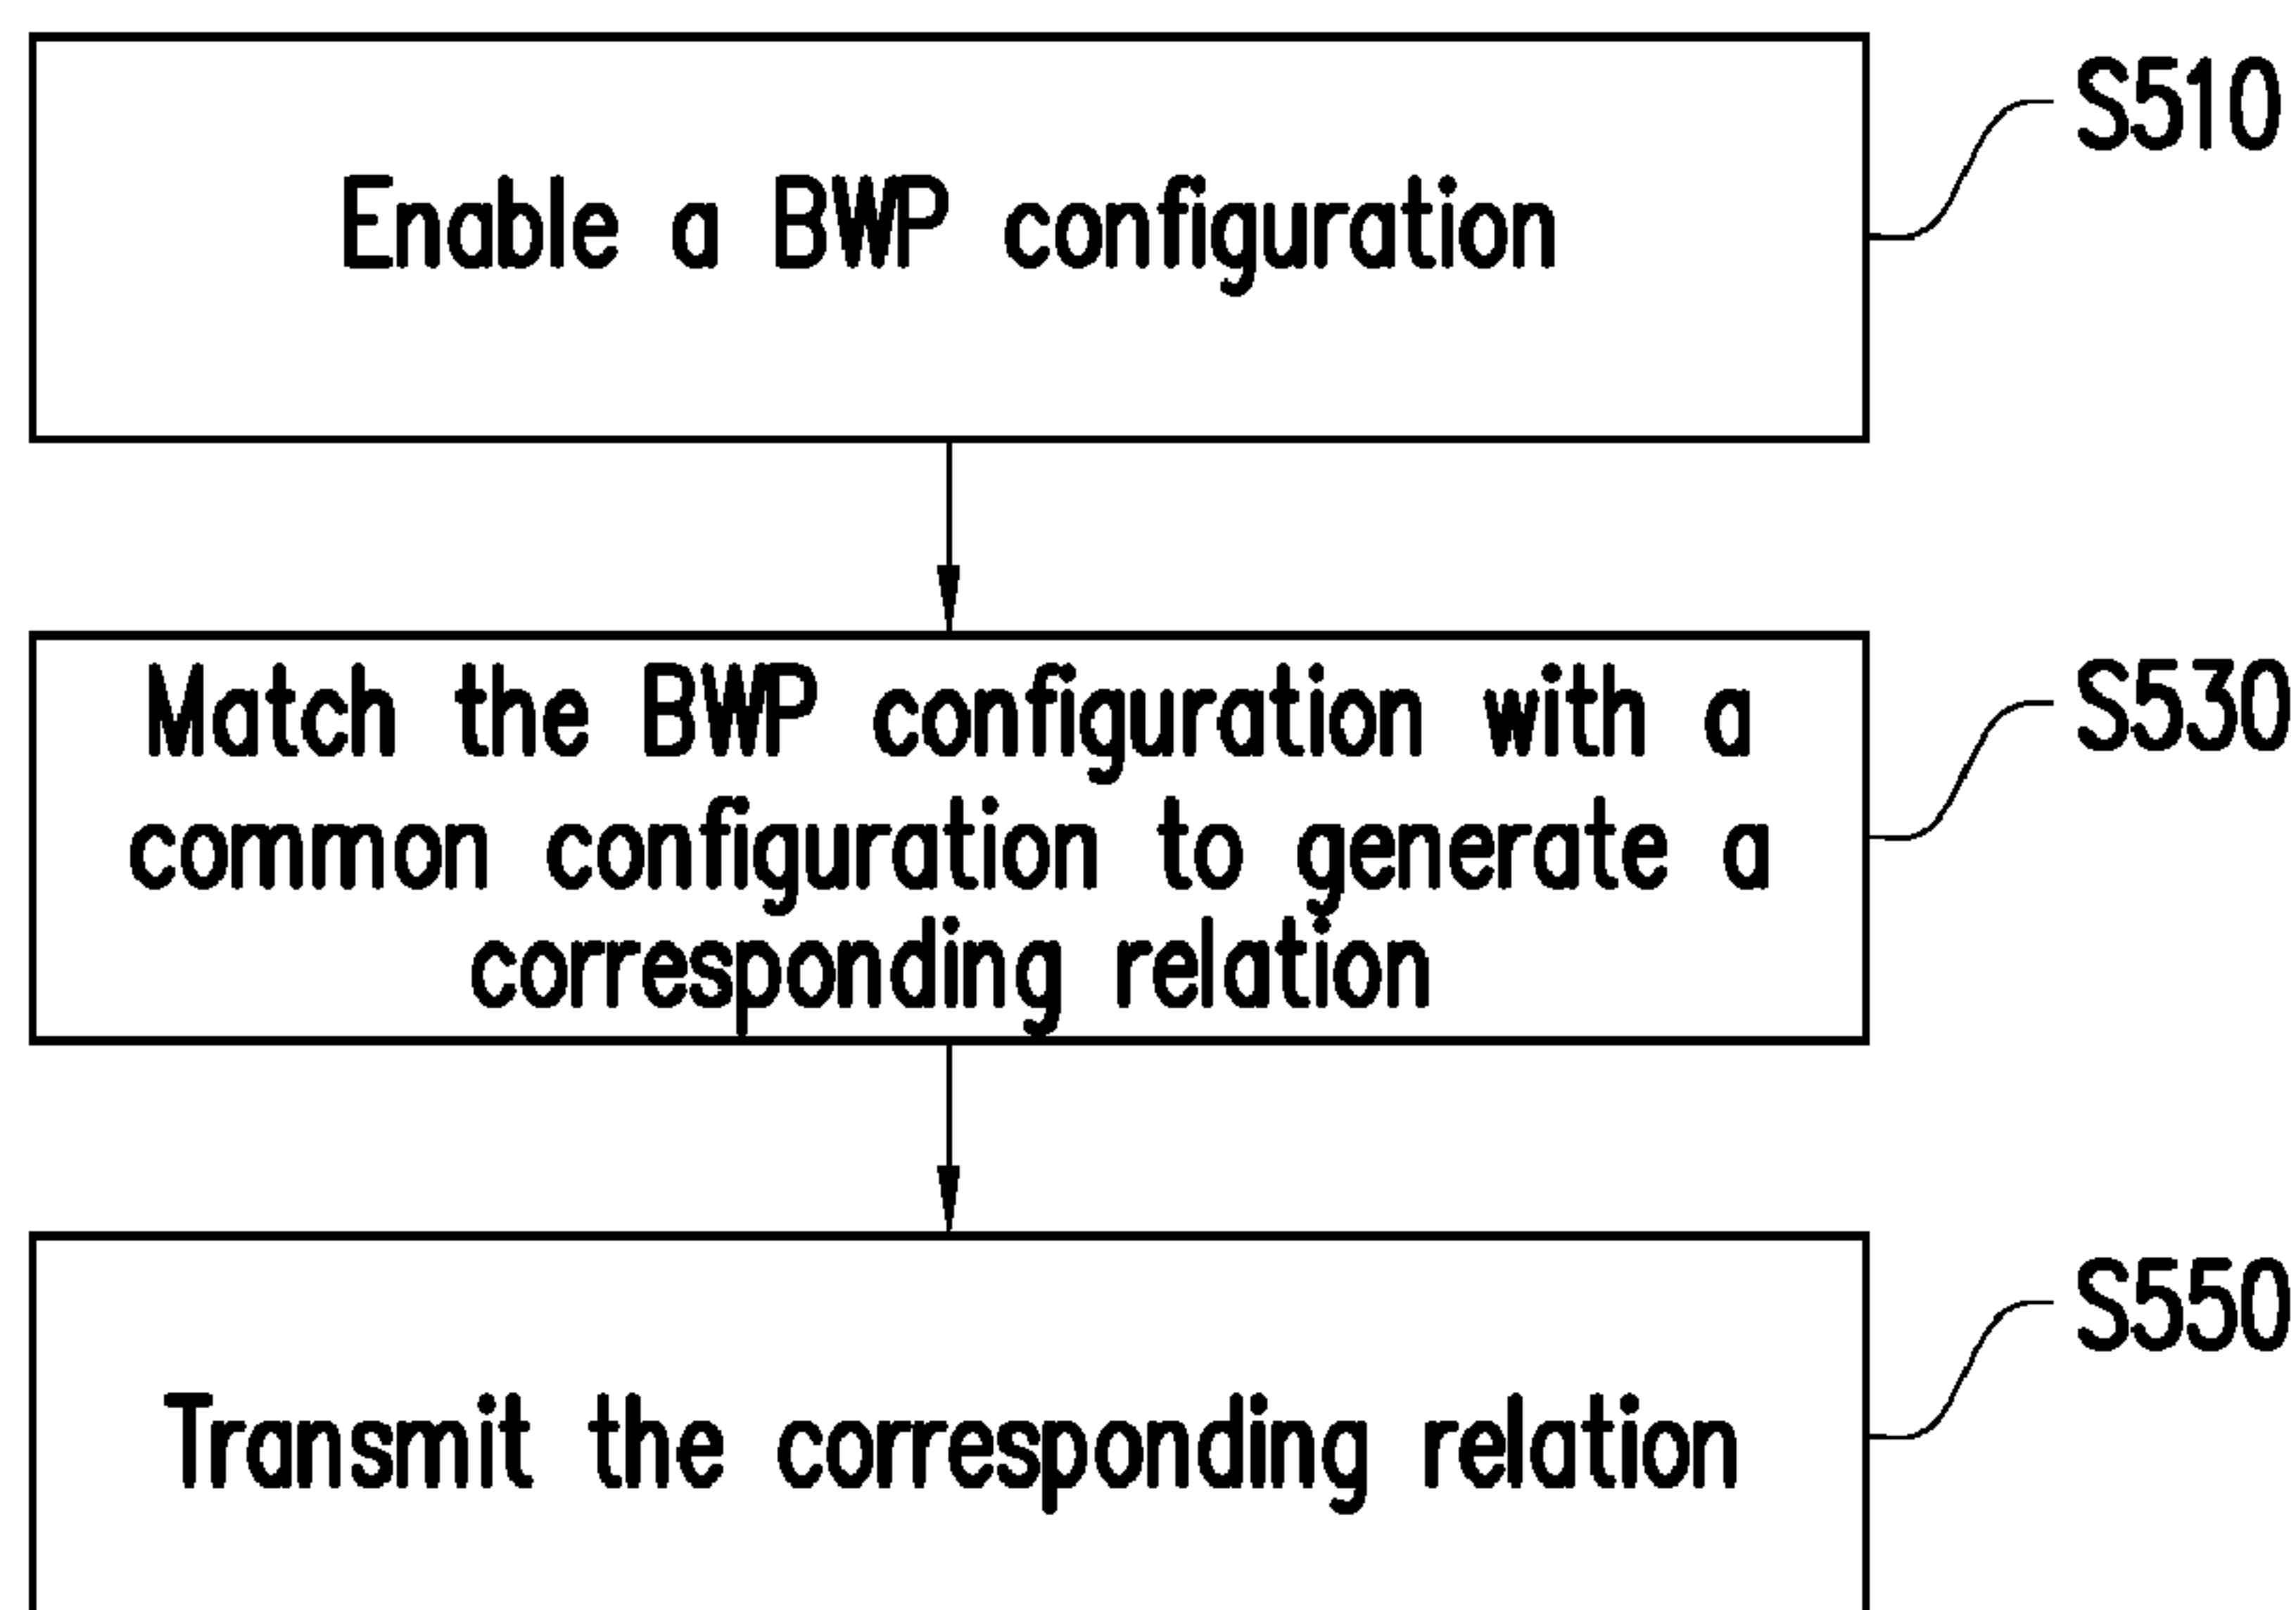 S510
Enable a BWP configuration
S530
Match the BWP configuration with a
common configuration to generate a
corresponding relation
S550
Transmit the corresponding relation